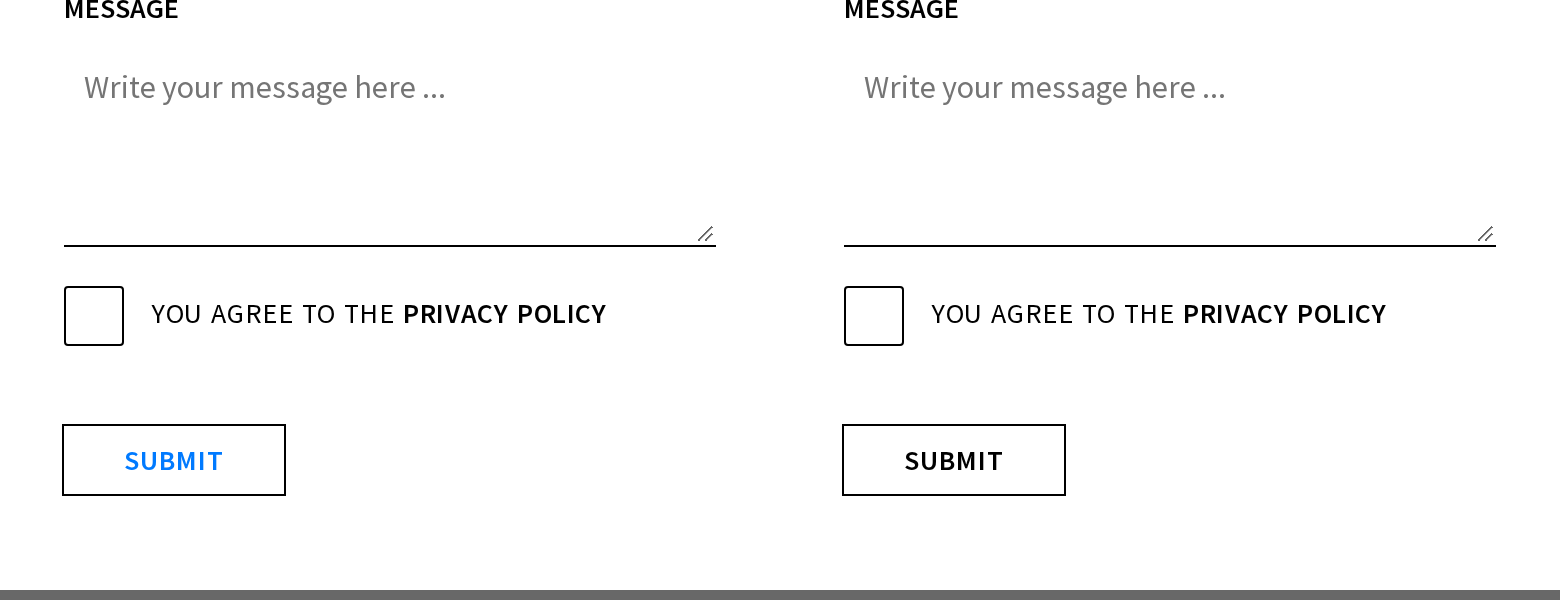 MESSAGE
Write your message here ...
YOU AGREE TO THE PRIVACY POLICY
SUBMIT
MESSAGE
Write your message here ...
YOU AGREE TO THE PRIVACY POLICY
SUBMIT